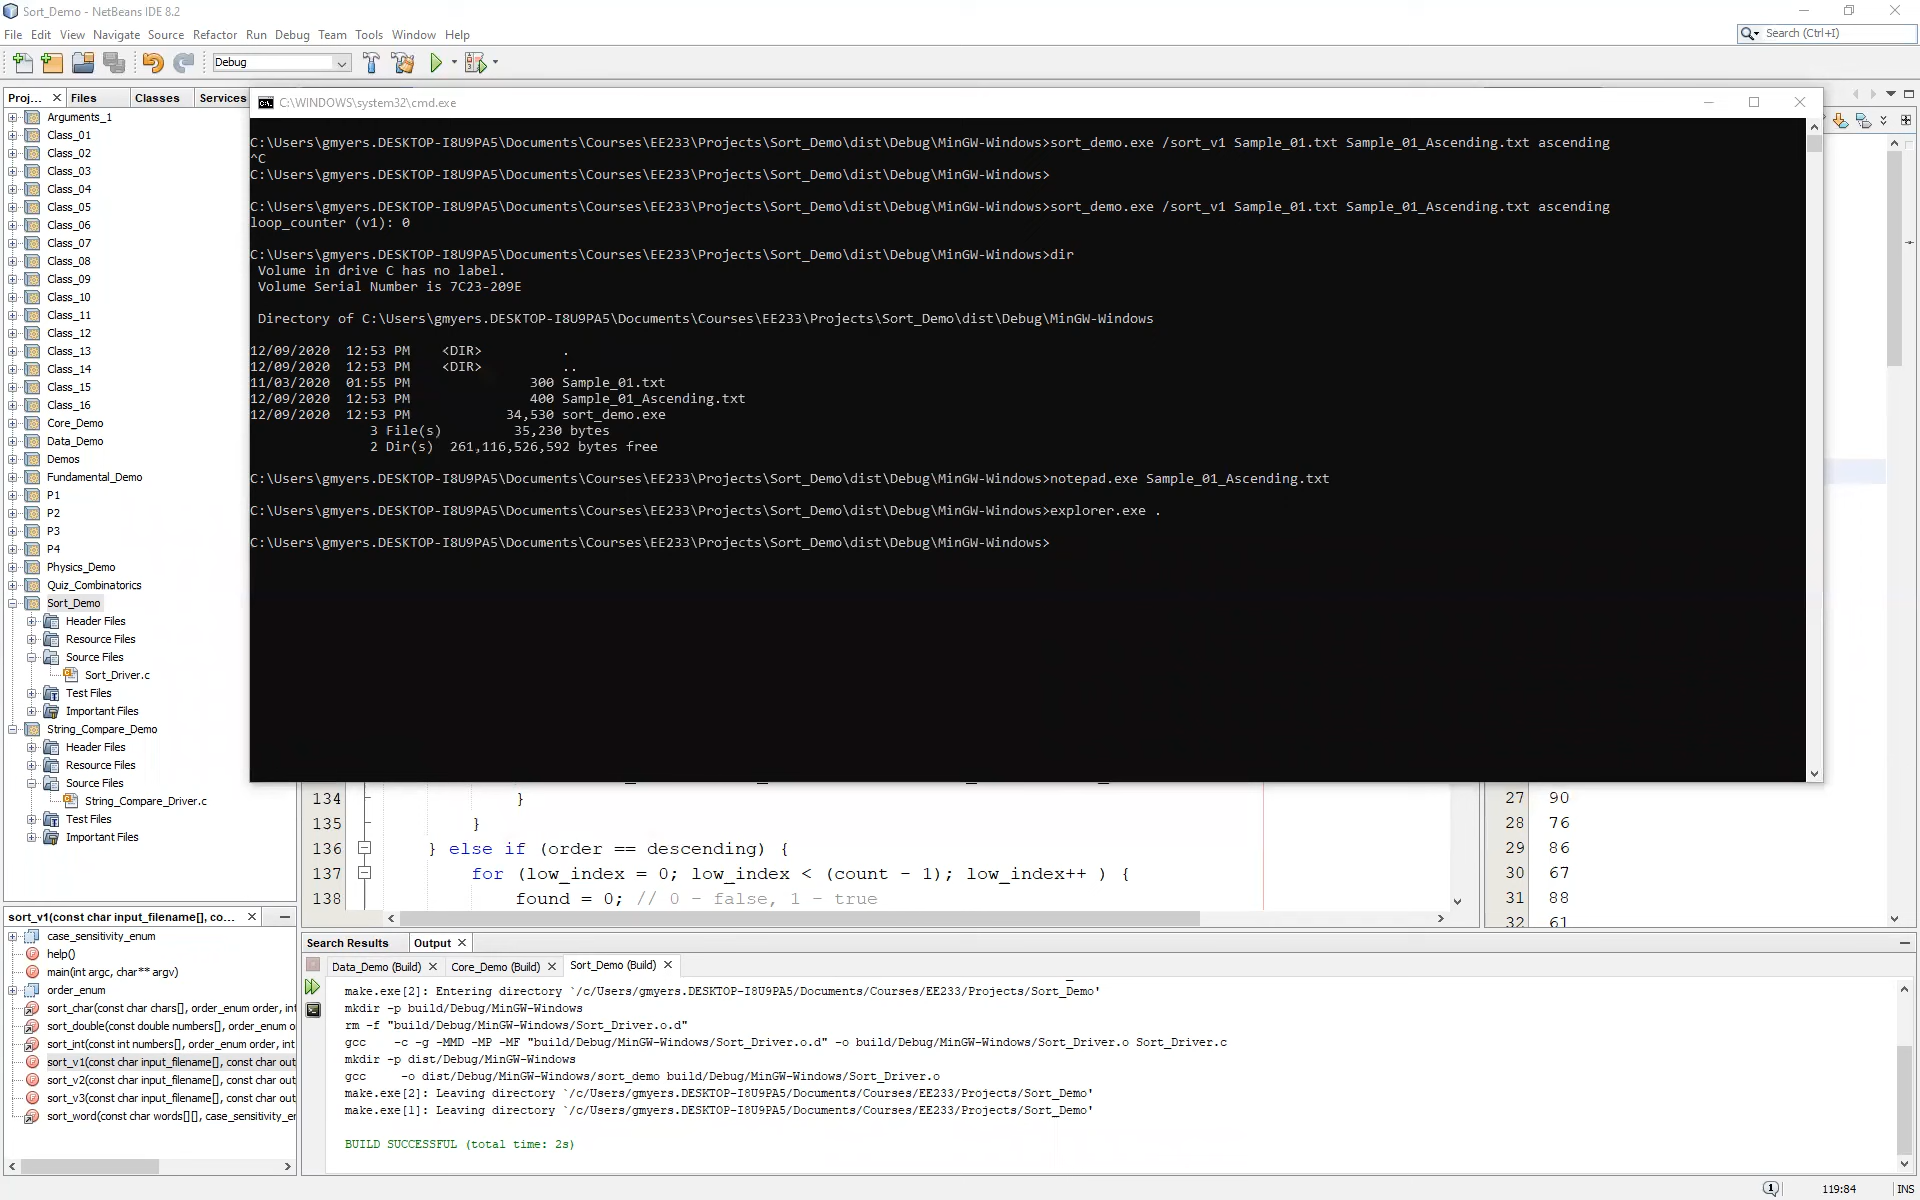 Sort_Demo - NetBeans IDE 8.2
File Edit View Navigate Source Refactor Run Debug Team Tools Window Help
Search (Ctrl+I)
Debug
Proj... Files Classes Services
Arguments_1
Class_01
Class_02
Class_03
Class_04
Class_05
Class_06
Class_07
Class_08
Class_09
Class_10
Class_11
Class_12
Class_13
Class_14
Class_15
Class_16
Core_Demo
Data_Demo
Demos
Fundamental_Demo
P1
P2
P3
P4
Physics_Demo
Quiz_Combinatorics
Sort_Demo
Header Files
Resource Files
Source Files
Sort_Driver.c
Test Files
Important Files
String_Compare_Demo
Header Files
Resource Files
Source Files
String_Compare_Driver.c
Test Files
Important Files
C:\WINDOWS\system32\cmd.exe
C:\Users\gmyers.DESKTOP-I8U9PA5\Documents\Courses\EE233\Projects\Sort_Demo\dist\Debug\MinGW-Windows>sort_demo.exe /sort_v1 Sample_01.txt Sample_01_Ascending.txt ascending
^C
C:\Users\gmyers.DESKTOP-I8U9PA5\Documents\Courses\EE233\Projects\Sort_Demo\dist\Debug\MinGW-Windows>
C:\Users\gmyers.DESKTOP-I8U9PA5\Documents\Courses\EE233\Projects\Sort_Demo\dist\Debug\MinGW-Windows>sort_demo.exe /sort_v1 Sample_01.txt Sample_01_Ascending.txt ascending
loop_counter (v1): 0
C:\Users\gmyers.DESKTOP-I8U9PA5\Documents\Courses\EE233\Projects\Sort_Demo\dist\Debug\MinGW-Windows>dir
Volume in drive C has no label.
Volume Serial Number is 7C23-209E
Directory of C:\Users\gmyers.DESKTOP-I8U9PA5\Documents\Courses\EE233\Projects\Sort_Demo\dist\Debug\MinGW-Windows
12/09/2020 12:53 PM <DIR> .
12/09/2020 12:53 PM <DIR> ..
11/03/2020 01:55 PM 300 Sample_01.txt
12/09/2020 12:53 PM 400 Sample_01_Ascending.txt
12/09/2020 12:53 PM 34,530 sort_demo.exe
3 File(s) 35,230 bytes
2 Dir(s) 261,116,526,592 bytes free
C:\Users\gmyers.DESKTOP-I8U9PA5\Documents\Courses\EE233\Projects\Sort_Demo\dist\Debug\MinGW-Windows>notepad.exe Sample_01_Ascending.txt
C:\Users\gmyers.DESKTOP-I8U9PA5\Documents\Courses\EE233\Projects\Sort_Demo\dist\Debug\MinGW-Windows>explorer.exe .
C:\Users\gmyers.DESKTOP-I8U9PA5\Documents\Courses\EE233\Projects\Sort_Demo\dist\Debug\MinGW-Windows>
134 }
135 }
136 } else if (order == descending) {
137 for (low_index = 0; low_index < (count - 1); low_index++ ) {
138 found = 0; // 0 - false, 1 - true
27 90
28 76
29 86
30 67
31 88
32 61
sort_v1(const char input_filename[], co...
case_sensitivity_enum
help()
main(int argc, char** argv)
order_enum
sort_char(const char chars[], order_enum order, int
sort_double(const double numbers[], order_enum o
sort_int(const int numbers[], order_enum order, int
sort_v1(const char input_filename[], const char out
sort_v2(const char input_filename[], const char out
sort_v3(const char input_filename[], const char out
sort_word(const char words[][], case_sensitivity_er
Search Results Output
Data_Demo (Build) Core_Demo (Build) Sort_Demo (Build)
make.exe[2]: Entering directory `/c/Users/gmyers.DESKTOP-I8U9PA5/Documents/Courses/EE233/Projects/Sort_Demo'
mkdir -p build/Debug/MinGW-Windows
rm -f "build/Debug/MinGW-Windows/Sort_Driver.o.d"
gcc -c -g -MMD -MP -MF "build/Debug/MinGW-Windows/Sort_Driver.o.d" -o build/Debug/MinGW-Windows/Sort_Driver.o Sort_Driver.c
mkdir -p dist/Debug/MinGW-Windows
gcc -o dist/Debug/MinGW-Windows/sort_demo build/Debug/MinGW-Windows/Sort_Driver.o
make.exe[2]: Leaving directory `/c/Users/gmyers.DESKTOP-I8U9PA5/Documents/Courses/EE233/Projects/Sort_Demo'
make.exe[1]: Leaving directory `/c/Users/gmyers.DESKTOP-I8U9PA5/Documents/Courses/EE233/Projects/Sort_Demo'
BUILD SUCCESSFUL (total time: 2s)
1
119:84 INS